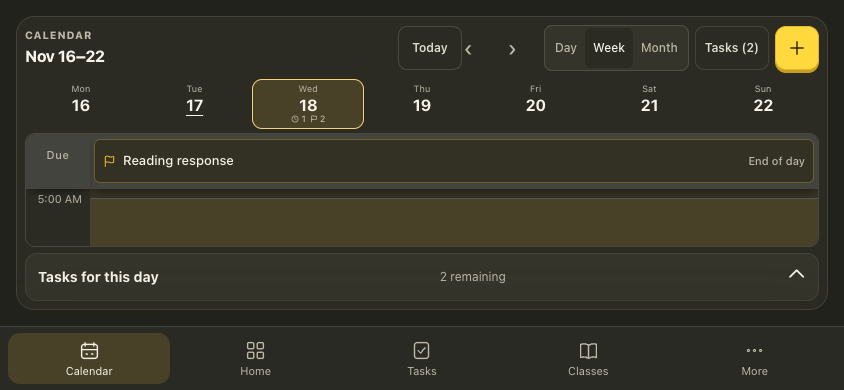 CALENDAR
Nov 16–22
Today
Day Week Month
Tasks (2)
Mon Tue Wed Thu Fri Sat Sun
16 17 18 19 20 21 22
1 2
Due
Reading response
End of day
5:00 AM
Tasks for this day
2 remaining
Calendar Home Tasks Classes More